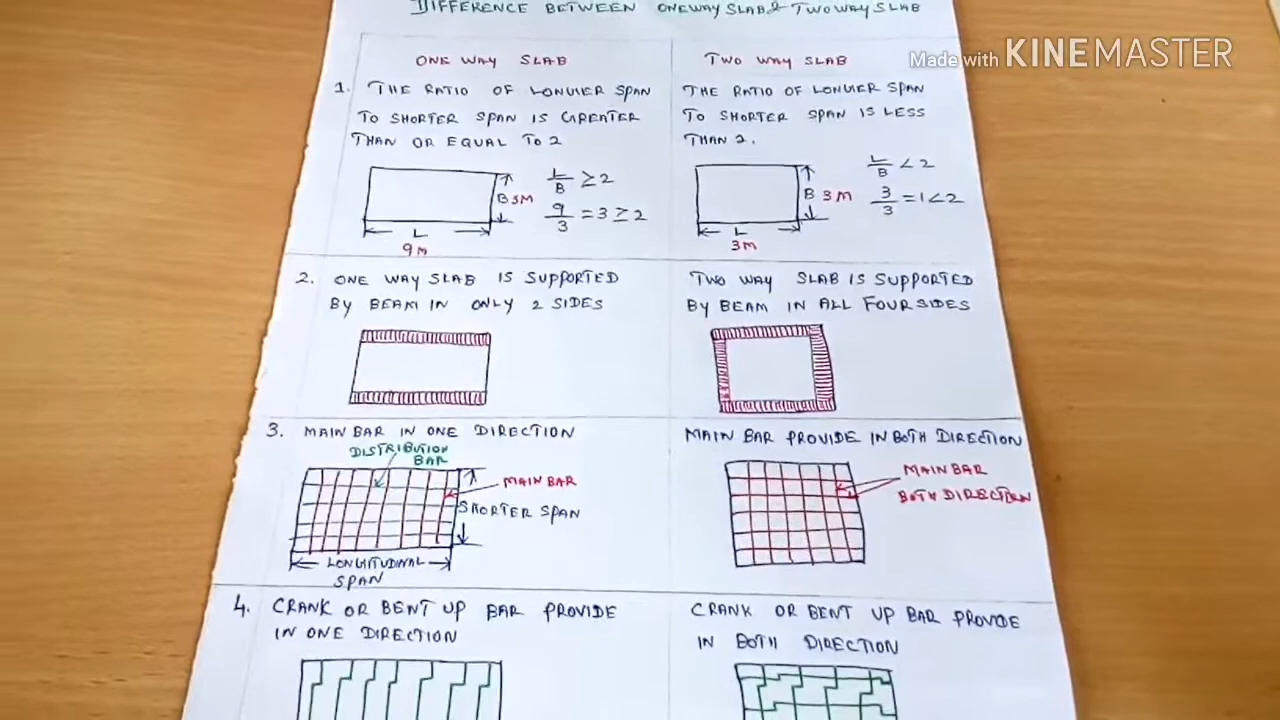 DIFFERENCE BETWEEN ONE WAY SLAB & TWO WAY SLAB
Made with KINEMASTER
ONE WAY SLAB
1. THE RATIO OF LONGER SPAN
TO SHORTER SPAN IS GREATER
THAN OR EQUAL TO 2
B 3M
L
9M
L/B ≥ 2
9/3 = 3 ≥ 2
TWO WAY SLAB
THE RATIO OF LONGER SPAN
TO SHORTER SPAN IS LESS
THAN 2.
B 3M
L
3M
L/B < 2
3/3 = 1 < 2
2. ONE WAY SLAB IS SUPPORTED
BY BEAM IN ONLY 2 SIDES
TWO WAY SLAB IS SUPPORTED
BY BEAM IN ALL FOUR SIDES
3. MAIN BAR IN ONE DIRECTION
DISTRIBUTION
BAR
MAIN BAR
SHORTER SPAN
LONGITUDINAL
SPAN
MAIN BAR PROVIDE IN BOTH DIRECTION
MAIN BAR
BOTH DIRECTION
4. CRANK OR BENT UP BAR PROVIDE
IN ONE DIRECTION
CRANK OR BENT UP BAR PROVIDE
IN BOTH DIRECTION